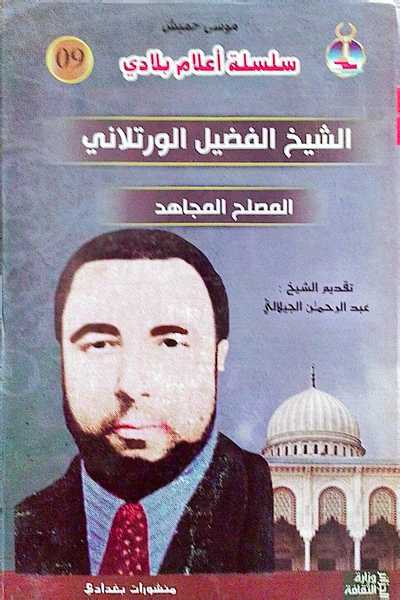 موسى حميش
سلسلة أعلام بلادي
09
الشيخ الفضيل الورتلاني
المصلح المجاهد
تقديم الشيخ :
عبد الرحمن الجيلالي
وزارة
الثقافة
منشورات بغدادي